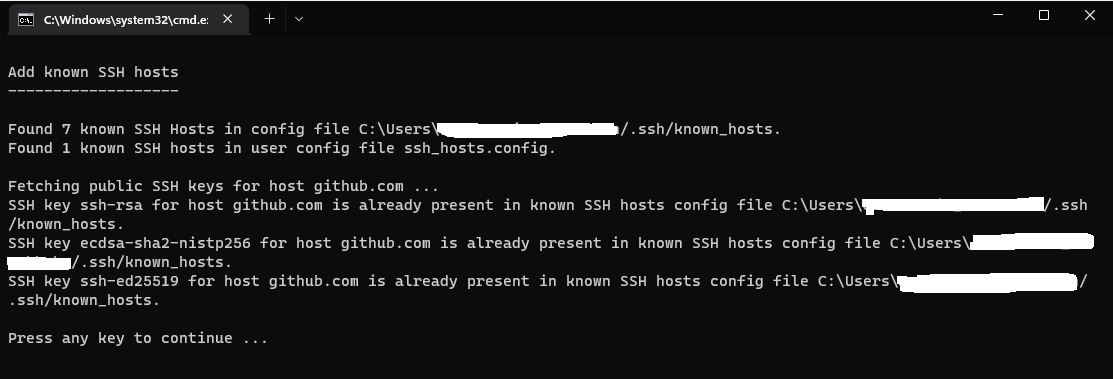 C:\Windows\system32\cmd.e
Add known SSH hosts
-------------------
Found 7 known SSH Hosts in config file C:\Users\/.ssh/known_hosts.
Found 1 known SSH hosts in user config file ssh_hosts.config.
Fetching public SSH keys for host github.com ...
SSH key ssh-rsa for host github.com is already present in known SSH hosts config file C:\Users\/.ssh
/known_hosts.
SSH key ecdsa-sha2-nistp256 for host github.com is already present in known SSH hosts config file C:\Users\
/.ssh/known_hosts.
SSH key ssh-ed25519 for host github.com is already present in known SSH hosts config file C:\Users\/
.ssh/known_hosts.
Press any key to continue ...